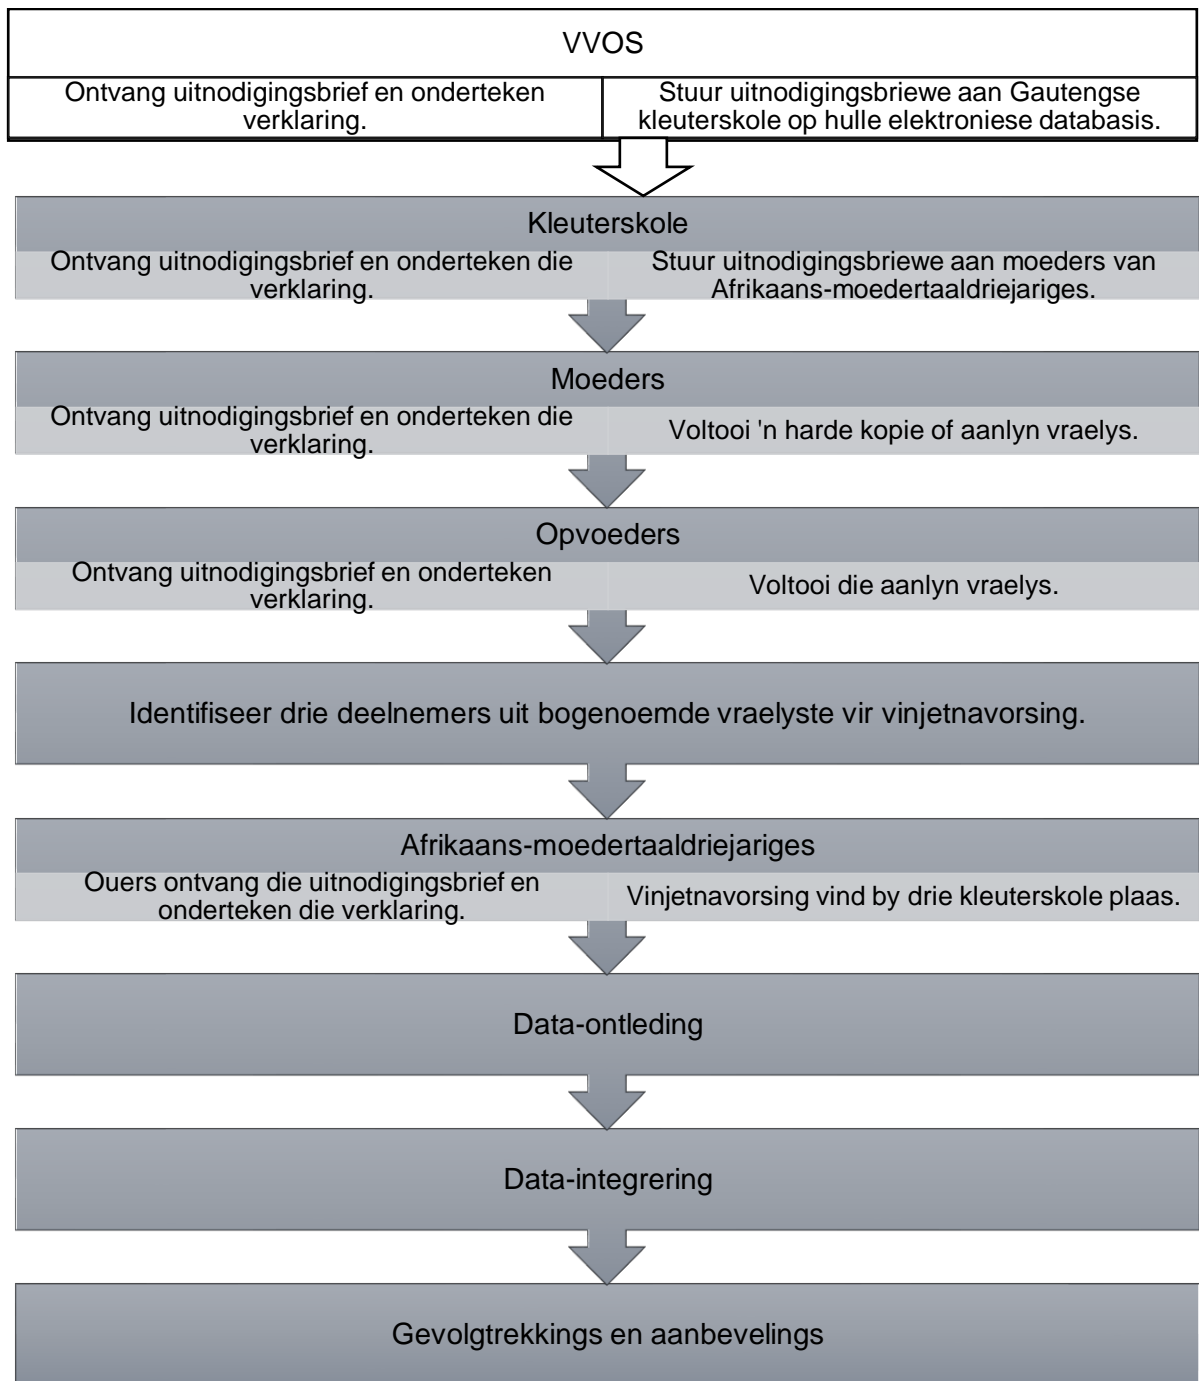 VVOS
Ontvang uitnodigingsbrief en onderteken
verklaring.
Stuur uitnodigingsbriewe aan Gautengse
kleuterskole op hulle elektroniese databasis.
Kleuterskole
Ontvang uitnodigingsbrief en onderteken die
verklaring.
Stuur uitnodigingsbriewe aan moeders van
Afrikaans-moedertaaldriejariges.
Moeders
Ontvang uitnodigingsbrief en onderteken die
verklaring.
Voltooi 'n harde kopie of aanlyn vraelys.
Opvoeders
Ontvang uitnodigingsbrief en onderteken
verklaring.
Voltooi die aanlyn vraelys.
Identifiseer drie deelnemers uit bogenoemde vraelyste vir vinjetnavorsing.
Afrikaans-moedertaaldriejariges
Ouers ontvang die uitnodigingsbrief en
onderteken die verklaring.
Vinjetnavorsing vind by drie kleuterskole plaas.
Data-ontleding
Data-integrering
Gevolgtrekkings en aanbevelings